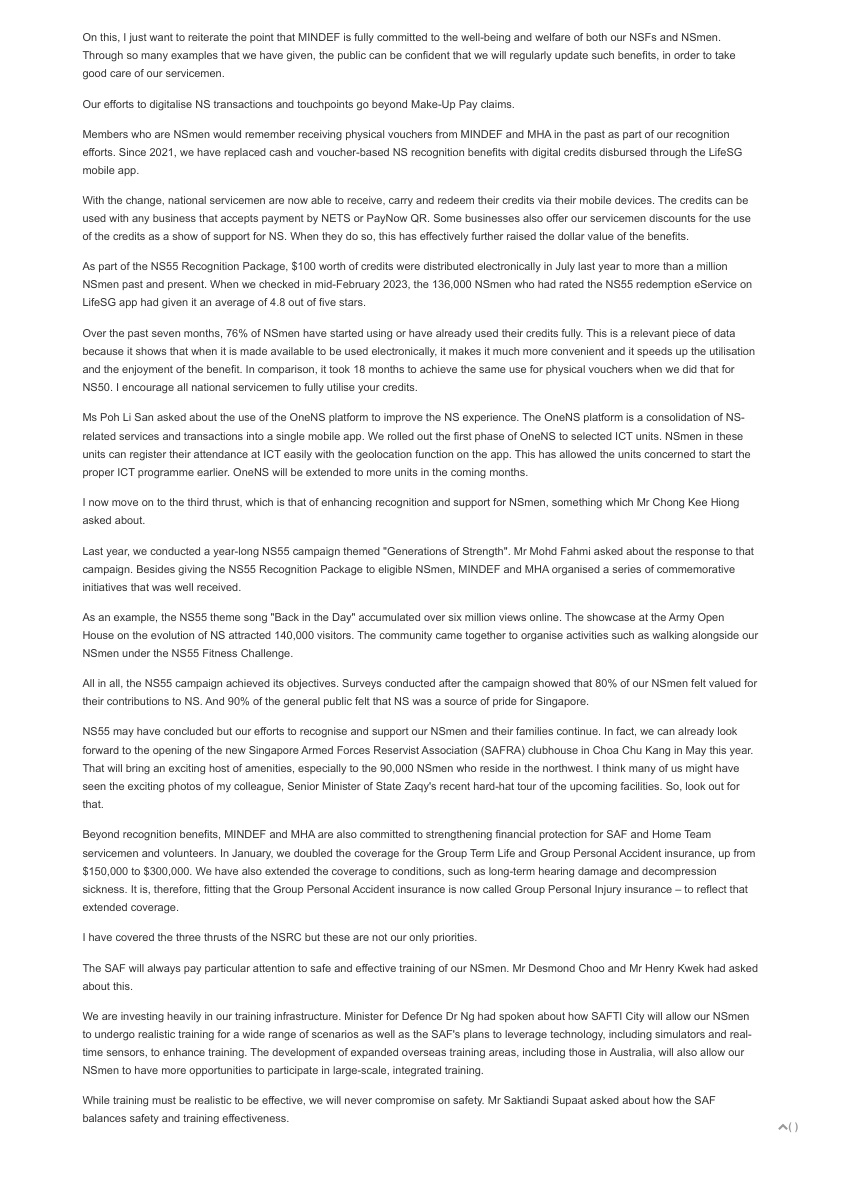 On this, I just want to reiterate the point that MINDEF is fully committed to the well-being and welfare of both our NSFs and NSmen.
Through so many examples that we have given, the public can be confident that we will regularly update such benefits, in order to take
good care of our servicemen.
Our efforts to digitalise NS transactions and touchpoints go beyond Make-Up Pay claims.
Members who are NSmen would remember receiving physical vouchers from MINDEF and MHA in the past as part of our recognition
efforts. Since 2021, we have replaced cash and voucher-based NS recognition benefits with digital credits disbursed through the LifeSG
mobile app.
With the change, national servicemen are now able to receive, carry and redeem their credits via their mobile devices. The credits can be
used with any business that accepts payment by NETS or PayNow QR. Some businesses also offer our servicemen discounts for the use
of the credits as a show of support for NS. When they do so, this has effectively further raised the dollar value of the benefits.
As part of the NS55 Recognition Package, $100 worth of credits were distributed electronically in July last year to more than a million
NSmen past and present. When we checked in mid-February 2023, the 136,000 NSmen who had rated the NS55 redemption eService on
LifeSG app had given it an average of 4.8 out of five stars.
Over the past seven months, 76% of NSmen have started using or have already used their credits fully. This is a relevant piece of data
because it shows that when it is made available to be used electronically, it makes it much more convenient and it speeds up the utilisation
and the enjoyment of the benefit. In comparison, it took 18 months to achieve the same use for physical vouchers when we did that for
NS50. I encourage all national servicemen to fully utilise your credits.
Ms Poh Li San asked about the use of the OneNS platform to improve the NS experience. The OneNS platform is a consolidation of NS-
related services and transactions into a single mobile app. We rolled out the first phase of OneNS to selected ICT units. NSmen in these
units can register their attendance at ICT easily with the geolocation function on the app. This has allowed the units concerned to start the
proper ICT programme earlier. OneNS will be extended to more units in the coming months.
I now move on to the third thrust, which is that of enhancing recognition and support for NSmen, something which Mr Chong Kee Hiong
asked about.
Last year, we conducted a year-long NS55 campaign themed "Generations of Strength". Mr Mohd Fahmi asked about the response to that
campaign. Besides giving the NS55 Recognition Package to eligible NSmen, MINDEF and MHA organised a series of commemorative
initiatives that was well received.
As an example, the NS55 theme song "Back in the Day" accumulated over six million views online. The showcase at the Army Open
House on the evolution of NS attracted 140,000 visitors. The community came together to organise activities such as walking alongside our
NSmen under the NS55 Fitness Challenge.
All in all, the NS55 campaign achieved its objectives. Surveys conducted after the campaign showed that 80% of our NSmen felt valued for
their contributions to NS. And 90% of the general public felt that NS was a source of pride for Singapore.
NS55 may have concluded but our efforts to recognise and support our NSmen and their families continue. In fact, we can already look
forward to the opening of the new Singapore Armed Forces Reservist Association (SAFRA) clubhouse in Choa Chu Kang in May this year.
That will bring an exciting host of amenities, especially to the 90,000 NSmen who reside in the northwest. I think many of us might have
seen the exciting photos of my colleague, Senior Minister of State Zaqy's recent hard-hat tour of the upcoming facilities. So, look out for
that.
Beyond recognition benefits, MINDEF and MHA are also committed to strengthening financial protection for SAF and Home Team
servicemen and volunteers. In January, we doubled the coverage for the Group Term Life and Group Personal Accident insurance, up from
$150,000 to $300,000. We have also extended the coverage to conditions, such as long-term hearing damage and decompression
sickness. It is, therefore, fitting that the Group Personal Accident insurance is now called Group Personal Injury insurance – to reflect that
extended coverage.
I have covered the three thrusts of the NSRC but these are not our only priorities.
The SAF will always pay particular attention to safe and effective training of our NSmen. Mr Desmond Choo and Mr Henry Kwek had asked
about this.
We are investing heavily in our training infrastructure. Minister for Defence Dr Ng had spoken about how SAFTI City will allow our NSmen
to undergo realistic training for a wide range of scenarios as well as the SAF's plans to leverage technology, including simulators and real-
time sensors, to enhance training. The development of expanded overseas training areas, including those in Australia, will also allow our
NSmen to have more opportunities to participate in large-scale, integrated training.
While training must be realistic to be effective, we will never compromise on safety. Mr Saktiandi Supaat asked about how the SAF
balances safety and training effectiveness.
( )